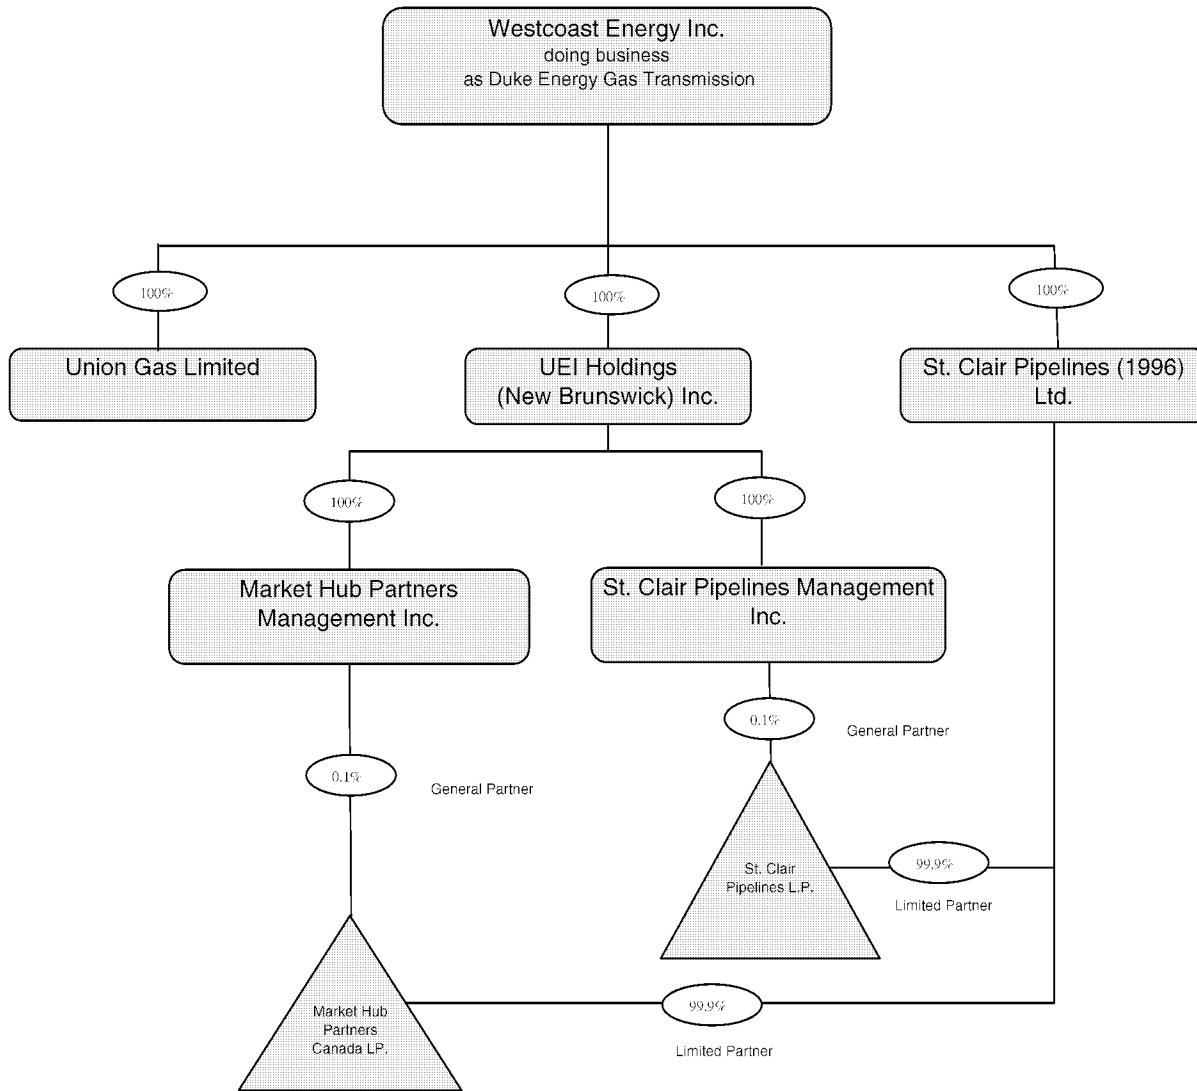 Westcoast Energy Inc.
doing business
as Duke Energy Gas Transmission
100%
100%
100%
Union Gas Limited
UEI Holdings
(New Brunswick) Inc.
St. Clair Pipelines (1996)
Ltd.
100%
100%
Market Hub Partners
Management Inc.
St. Clair Pipelines Management
Inc.
0.1%
General Partner
0.1%
General Partner
St. Clair
Pipelines L.P.
99.9%
Limited Partner
Market Hub
Partners
Canada LP.
99.9%
Limited Partner